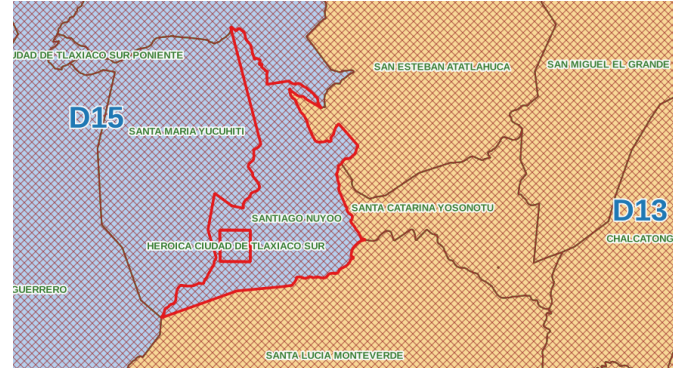 UDAD DE TLAXIACO SUR PONIENTE
SAN ESTEBAN ATATLAHUCA
SAN MIGUEL EL GRANDE
D15
SANTA MARIA YUCUHITI
SANTA CATARINA YOSONOTU
D13
SANTIAGO NUYOO
CHALCATONG
HEROICA CIUDAD DE TLAXIACO SUR
GUERRERO
SANTA LUCIA MONTEVERDE